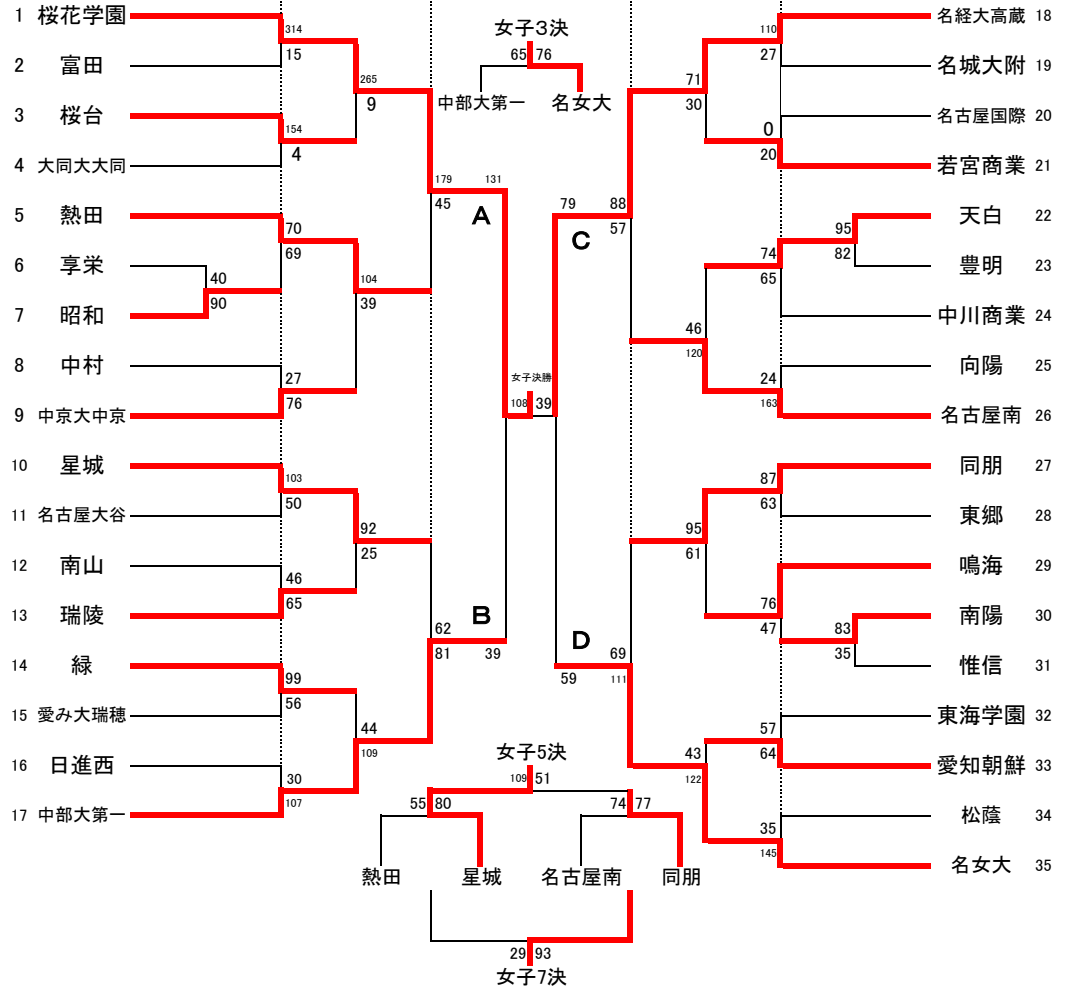 1 桜花学園
2 富田
3 桜台
4 大同大大同
5 熱田
6 享栄
7 昭和
8 中村
9 中京大中京
10 星城
11 名古屋大谷
12 南山
13 瑞陵
14 緑
15 愛み大瑞穂
16 日進西
17 中部大第一
314
15
154
4
70
69
40
90
27
76
103
50
46
65
99
56
30
107
265
9
104
39
92
25
44
109
179
45
62
81
131
A
B
39
女子3決
65 76
中部大第一 名女大
女子決勝
108 39
79
C
D
59
88
57
69
111
71
30
46
120
95
61
43
122
110
27
0
20
74
65
95
82
24
163
87
63
76
47
83
35
57
64
35
145
名経大高蔵 18
名城大附 19
名古屋国際 20
若宮商業 21
天白 22
豊明 23
中川商業 24
向陽 25
名古屋南 26
同朋 27
東郷 28
鳴海 29
南陽 30
惟信 31
東海学園 32
愛知朝鮮 33
松蔭 34
名女大 35
女子5決
109 51
55 80 74 77
熱田 星城 名古屋南 同朋
29 93
女子7決